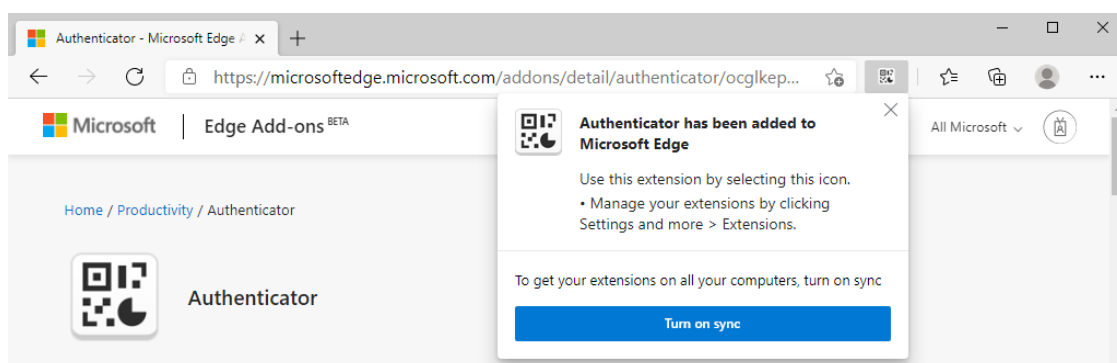 Authenticator - Microsoft Edge A
https://microsoftedge.microsoft.com/addons/detail/authenticator/ocglkep...
Microsoft
Edge Add-ons BETA
All Microsoft
Authenticator has been added to
Microsoft Edge
Use this extension by selecting this icon.
• Manage your extensions by clicking
Settings and more > Extensions.
To get your extensions on all your computers, turn on sync
Turn on sync
Home / Productivity / Authenticator
Authenticator